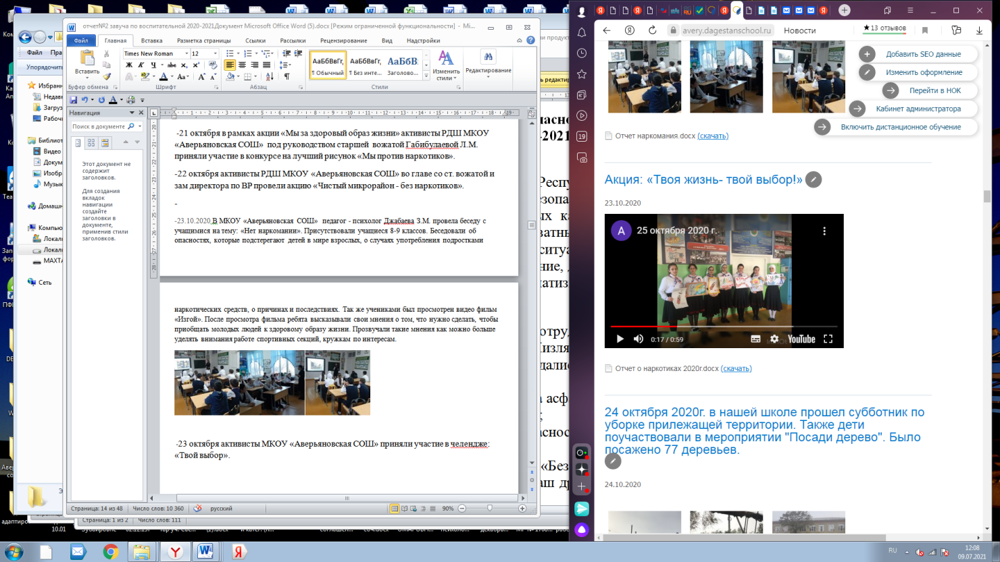 отчет№2 завуча по воспитательной 2020-2021Документ Microsoft Office Word (5).docx [Режим ограниченной функциональности] - Mi...
Файл
Главная
Вставка
Разметка страницы
Ссылки
Рассылки
Рецензирование
Вид
Надстройки
Вставить
Буфер обмена
Times New Roman
12
Шрифт
Абзац
АаБбВвГг,
¶ Обычный
АаБбВвГг,
¶ Без инте...
АаБбВ
Заголово...
Изменить
стили
Стили
Редактирование
Навигация
Поиск в документе
Этот документ не
содержит
заголовков.
Для создания
вкладок
навигации
создайте
заголовки в
документе,
применив стили
заголовков.
-21 октября в рамках акции «Мы за здоровый образ жизни» активисты РДШ МКОУ
«Аверьяновская СОШ» под руководством старшей вожатой Габибулаевой Л.М.
приняли участие в конкурсе на лучший рисунок «Мы против наркотиков».
-22 октября активисты РДШ МКОУ «Аверьяновская СОШ» во главе со ст. вожатой и
зам директора по ВР провели акцию «Чистый микрорайон - без наркотиков».
-
-23.10.2020 В МКОУ «Аверьяновская СОШ» педагог - психолог Джабаева З.М. провела беседу с
учащимися на тему: «Нет наркомании». Присутствовали учащиеся 8-9 классов. Беседовали об
опасностях, которые подстерегают детей в мире взрослых, о случаях употребления подростками
наркотических средств, о причинах и последствиях. Так же учениками был просмотрен видео фильм
«Изгой». После просмотра фильма ребята высказывали свои мнения о том, что нужно сделать, чтобы
приобщать молодых людей к здоровому образу жизни. Прозвучали такие мнения как можно больше
уделять внимания работе спортивных секций, кружкам по интересам.
-23 октября активисты МКОУ «Аверьяновская СОШ» приняли участие в челендже:
«Твой выбор».
Страница: 14 из 48
Число слов: 10 360
русский
90%
Страница: 1 из 2
Число слов: 111
Файл
Упорядочить
Видео
Сеть
avery.dagestanschool.ru
Новости
★13 отзывов
Добавить SEO данные
Изменить оформление
Перейти в НОК
Кабинет администратора
Включить дистанционное обучение
Отчет наркомания.docx (скачать)
Акция: «Твоя жизнь- твой выбор!»
23.10.2020
A
25 октября 2020 г.
0:17 / 0:59
YouTube
Отчет о наркотиках 2020г.docx (скачать)
24 октября 2020г. в нашей школе прошел субботник по
уборке прилежащей территории. Также дети
поучаствовали в мероприятии "Посади дерево". Было
посажено 77 деревьев.
24.10.2020
RU
12:08
09.07.2021